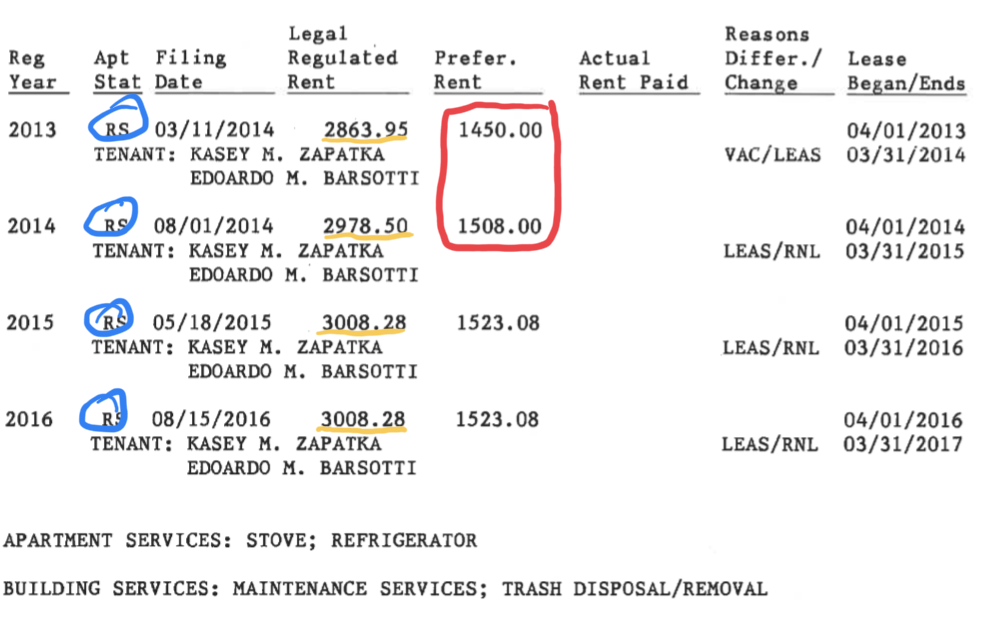 Legal Reasons
Reg Apt Filing Regulated Prefer. Actual Differ./ Lease
Year Stat Date Rent Rent Rent Paid Change Began/Ends
2013 RS 03/11/2014 2863.95 1450.00 04/01/2013
TENANT: KASEY M. ZAPATKA VAC/LEAS 03/31/2014
EDOARDO M. BARSOTTI
2014 RS 08/01/2014 2978.50 1508.00 04/01/2014
TENANT: KASEY M. ZAPATKA LEAS/RNL 03/31/2015
EDOARDO M. BARSOTTI
2015 RS 05/18/2015 3008.28 1523.08 04/01/2015
TENANT: KASEY M. ZAPATKA LEAS/RNL 03/31/2016
EDOARDO M. BARSOTTI
2016 RS 08/15/2016 3008.28 1523.08 04/01/2016
TENANT: KASEY M. ZAPATKA LEAS/RNL 03/31/2017
EDOARDO M. BARSOTTI
APARTMENT SERVICES: STOVE; REFRIGERATOR
BUILDING SERVICES: MAINTENANCE SERVICES; TRASH DISPOSAL/REMOVAL